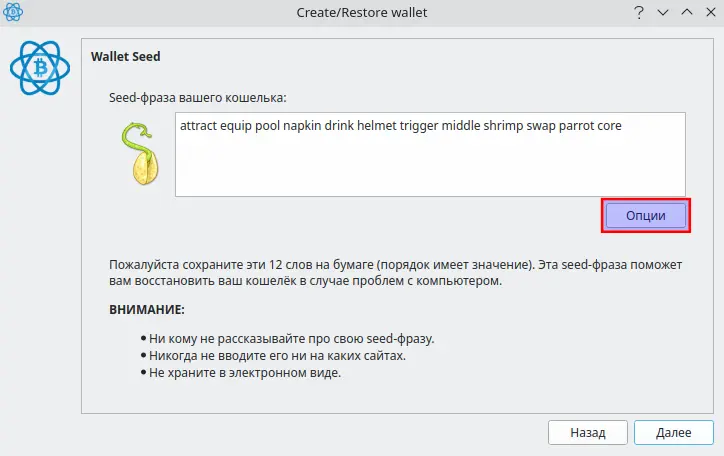 Create/Restore wallet
Wallet Seed
Seed-фраза вашего кошелька:
attract equip pool napkin drink helmet trigger middle shrimp swap parrot core
Опции
Пожалуйста сохраните эти 12 слов на бумаге (порядок имеет значение). Эта seed-фраза поможет
вам восстановить ваш кошелёк в случае проблем с компьютером.
ВНИМАНИЕ:
• Ни кому не рассказывайте про свою seed-фразу.
• Никогда не вводите его ни на каких сайтах.
• Не храните в электронном виде.
Назад
Далее